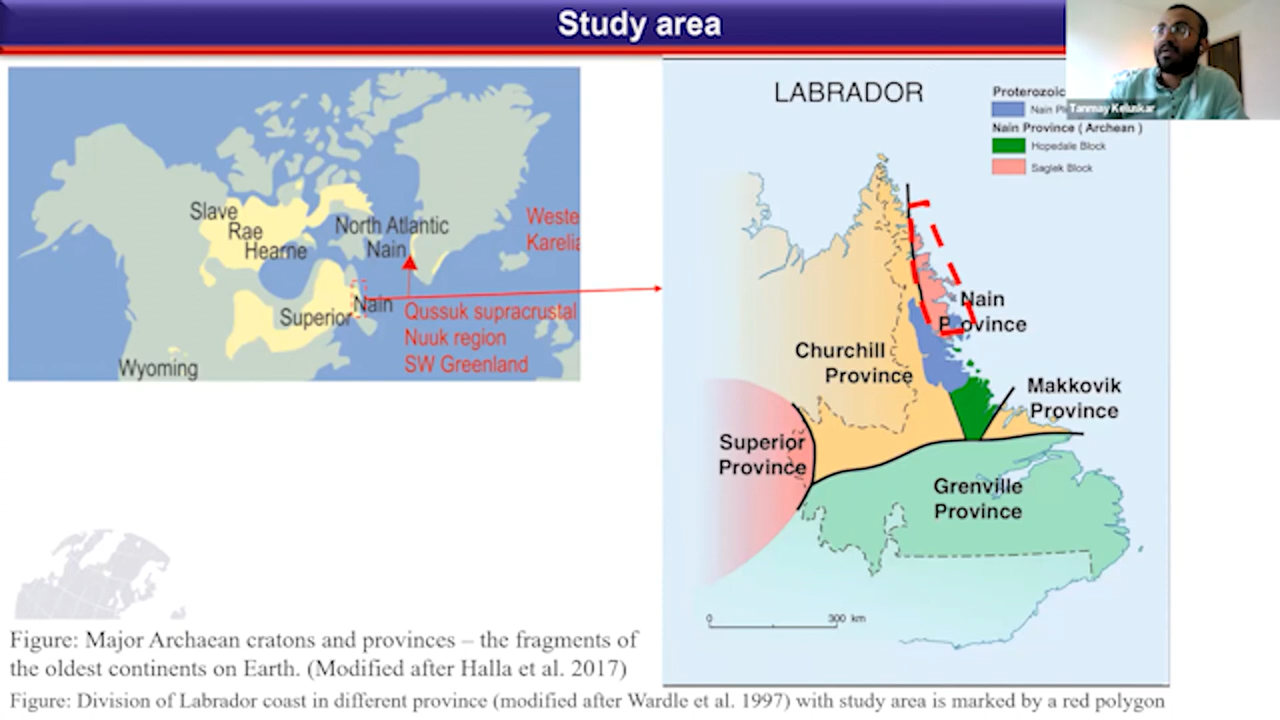 Study area
Tanmay Keluskar
Slave
Rae
Hearne
North Atlantic
Nain
Nain
Superior
Wyoming
Weste
Karelia
Qussuk supracrustal
Nuuk region
SW Greenland
LABRADOR
Proterozoic
Nain Pl
Nain Province ( Archean )
Hopedale Block
Saglek Block
Nain
Province
Churchill
Province
Makkovik
Province
Superior
Province
Grenville
Province
0 300 km
Figure: Major Archaean cratons and provinces – the fragments of
the oldest continents on Earth. (Modified after Halla et al. 2017)
Figure: Division of Labrador coast in different province (modified after Wardle et al. 1997) with study area is marked by a red polygon